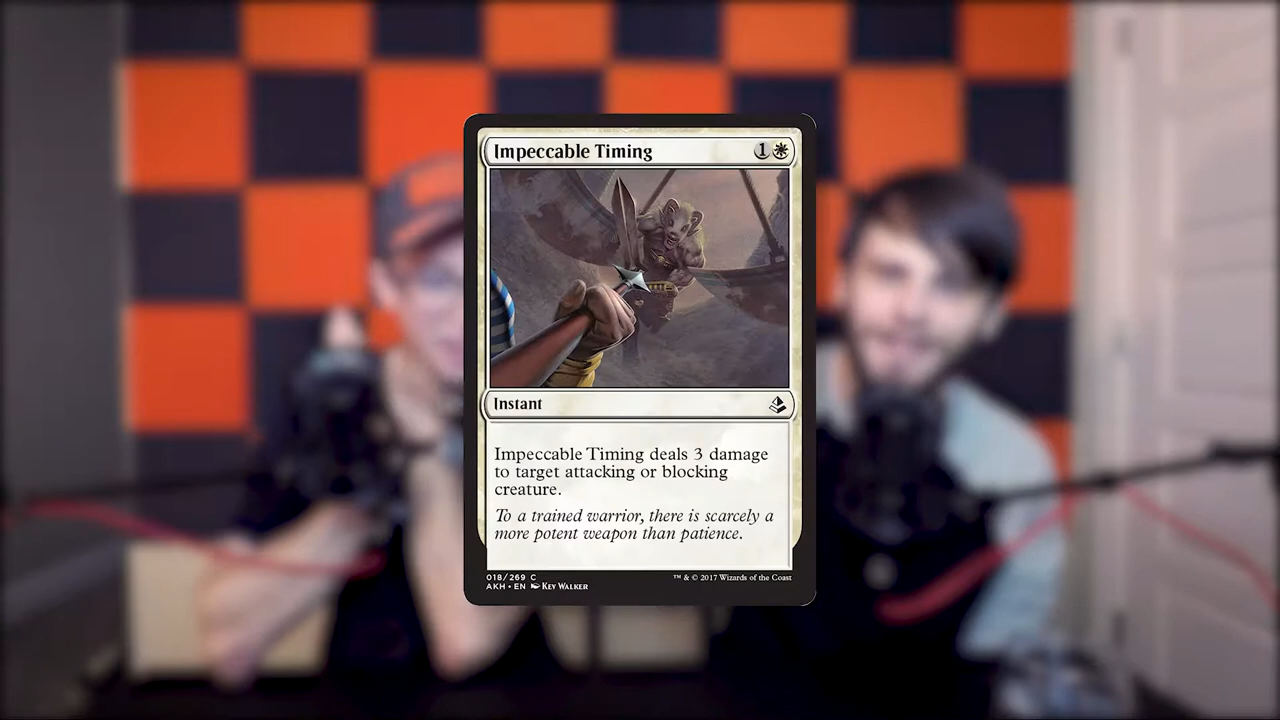 Impeccable Timing 1
Instant
Impeccable Timing deals 3 damage
to target attacking or blocking
creature.
To a trained warrior, there is scarcely a
more potent weapon than patience.
018/269 C
™ & © 2017 Wizards of the Coast
AKH • EN Kev Walker